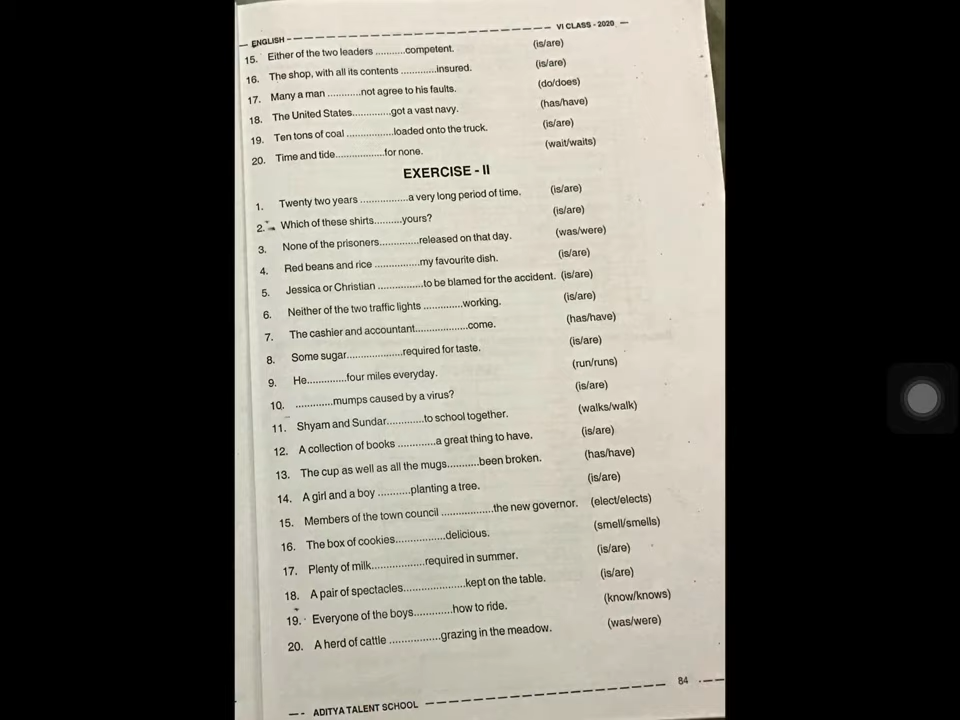 ENGLISH VI CLASS - 2020
15. Either of the two leaders ...........competent. (is/are)
16. The shop, with all its contents .............insured. (is/are)
17. Many a man ............not agree to his faults. (do/does)
18. The United States.............got a vast navy. (has/have)
19. Ten tons of coal .................loaded onto the truck. (is/are)
20. Time and tide..................for none. (wait/waits)
EXERCISE - II
1. Twenty two years .................a very long period of time. (is/are)
2. Which of these shirts..........yours? (is/are)
3. None of the prisoners..............released on that day. (was/were)
4. Red beans and rice ................my favourite dish. (is/are)
5. Jessica or Christian ................to be blamed for the accident. (is/are)
6. Neither of the two traffic lights ..............working. (is/are)
7. The cashier and accountant...................come. (has/have)
8. Some sugar....................required for taste. (is/are)
9. He..............four miles everyday. (run/runs)
10. .............mumps caused by a virus? (is/are)
11. Shyam and Sundar.............to school together. (walks/walk)
12. A collection of books .............a great thing to have. (is/are)
13. The cup as well as all the mugs...........been broken. (has/have)
14. A girl and a boy ...........planting a tree. (is/are)
15. Members of the town council ..................the new governor. (elect/elects)
16. The box of cookies.................delicious. (smell/smells)
17. Plenty of milk..................required in summer. (is/are)
18. A pair of spectacles.....................kept on the table. (is/are)
19. Everyone of the boys.............how to ride. (know/knows)
20. A herd of cattle ..................grazing in the meadow. (was/were)
84
ADITYA TALENT SCHOOL